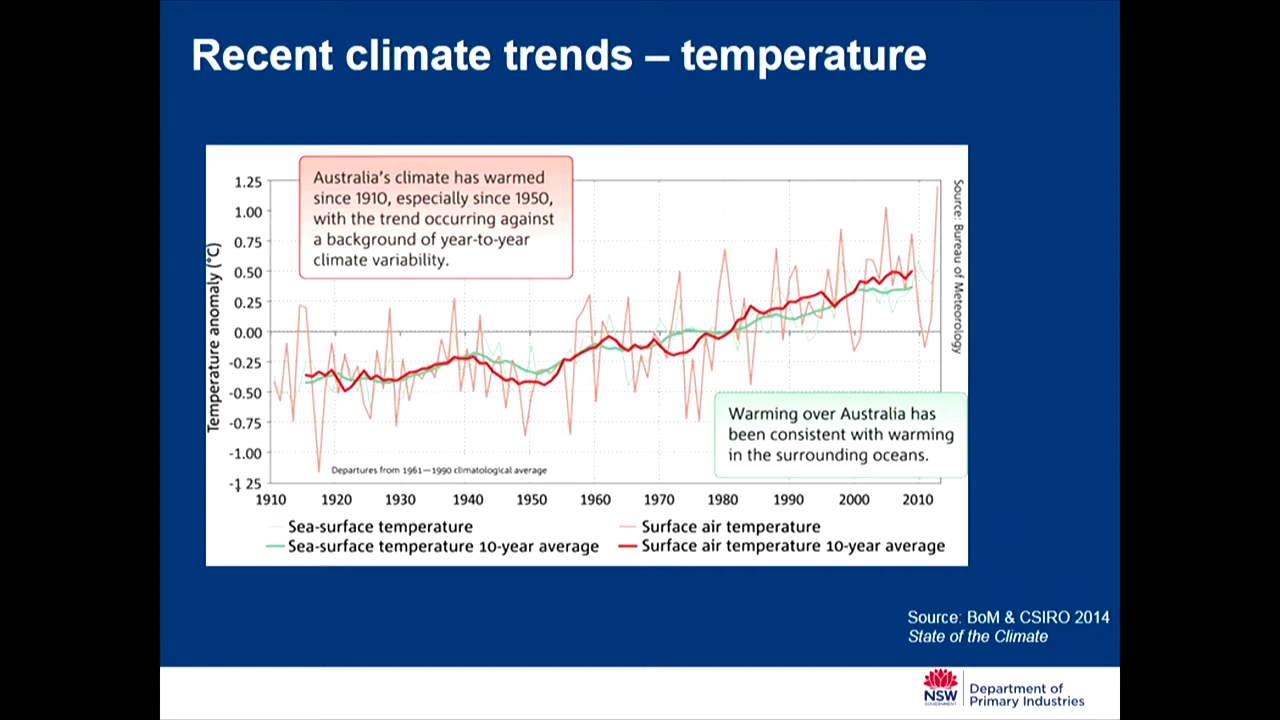 Recent climate trends – temperature
Australia's climate has warmed
since 1910, especially since 1950,
with the trend occurring against
a background of year-to-year
climate variability.
Temperature anomaly (°C)
1.25
1.00
0.75
0.50
0.25
0.00
-0.25
-0.50
-0.75
-1.00
-1.25
Source: Bureau of Meteorology
Warming over Australia has
been consistent with warming
in the surrounding oceans.
Departures from 1961—1990 climatological average
1910 1920 1930 1940 1950 1960 1970 1980 1990 2000 2010
Sea-surface temperature
Surface air temperature
Sea-surface temperature 10-year average
Surface air temperature 10-year average
Source: BoM & CSIRO 2014
State of the Climate
NSW
GOVERNMENT
Department of
Primary Industries